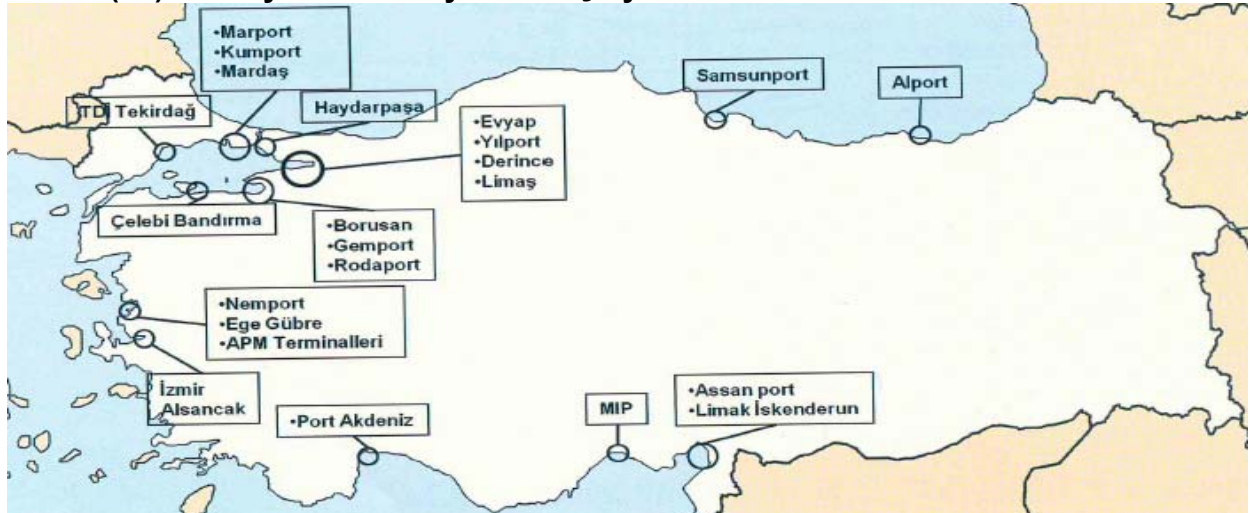 •Marport
•Kumport
•Mardaş
Haydarpaşa
TDİ Tekirdağ
•Evyap
•Yılport
•Derince
•Limaş
Samsunport
Alport
Çelebi Bandırma
•Borusan
•Gemport
•Rodaport
•Nemport
•Ege Gübre
•APM Terminalleri
İzmir
Alsancak
•Port Akdeniz
MIP
•Assan port
•Limak İskenderun